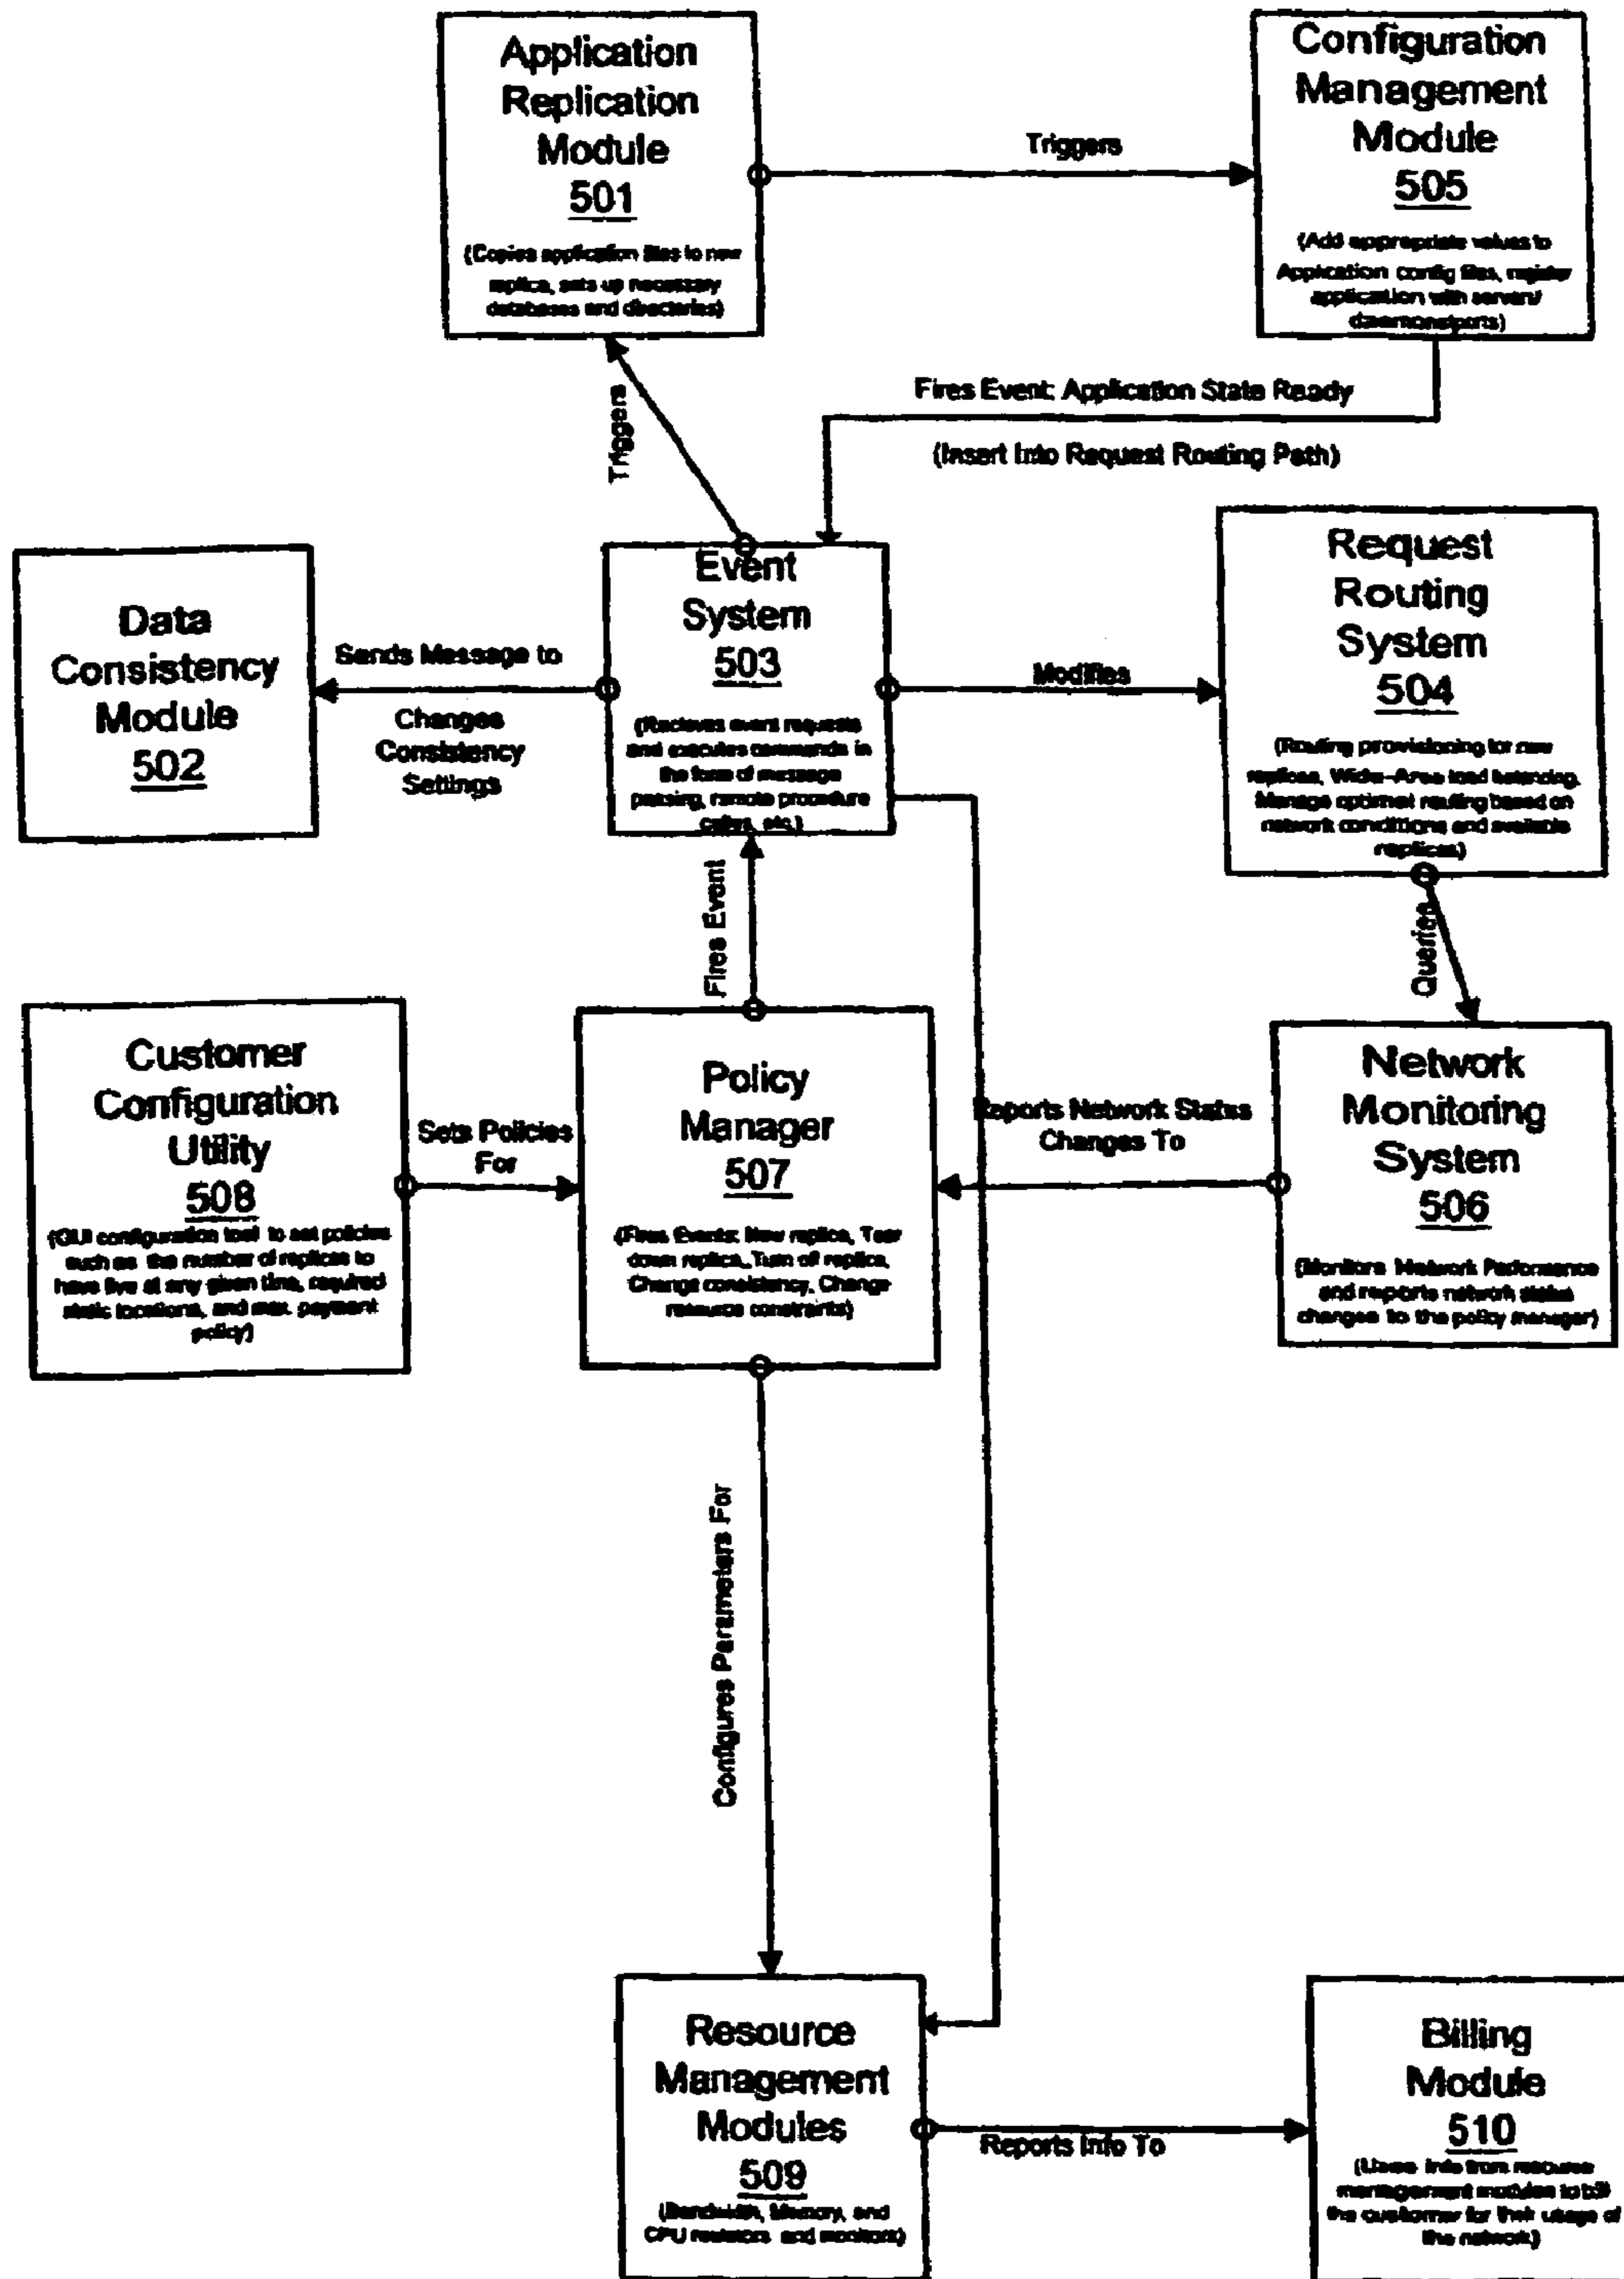 Application
Replication
Module
501
(Copies application files to new
replica, sets up necessary
databases and directories)
Triggers
Configuration
Management
Module
505
(Add appropriate values to
Application config files, register
application with servers/
daemons/ports)
Triggers
Fires Event: Application State Ready
(Insert Into Request Routing Path)
Data
Consistency
Module
502
Sends Message to
Changes
Consistency
Settings
Event
System
503
(Recieves event requests
and executes commands in
the form of message
passing, remote procedure
etc.)
Modifies
Request
Routing
System
504
(Routing provisioning for new
replicas, Wide-Area load balancing.
Manage optimal routing based on
network conditions and available
replicas)
Fires Event
Queries
Customer
Configuration
Utility
508
(GUI configuration tool to set policies
such as the number of replicas to
have live at any given time, required
static locations, and max. payment
policy)
Sets Policies
For
Policy
Manager
507
(Fires Events: New replica, Tear
down replica, Turn off replica,
Change consistency, Change
resource constraints)
Reports Network Status
Changes To
Network
Monitoring
System
506
(Monitors Network Performance
and reports network status
changes to the policy manager)
Configures Parameters For
Resource
Management
Modules
509
(Bandwidth, Memory, and
CPU and monitors)
Reports Info To
Billing
Module
510
(Uses info from resource
management modules to bill
the customer for their usage of
the network)